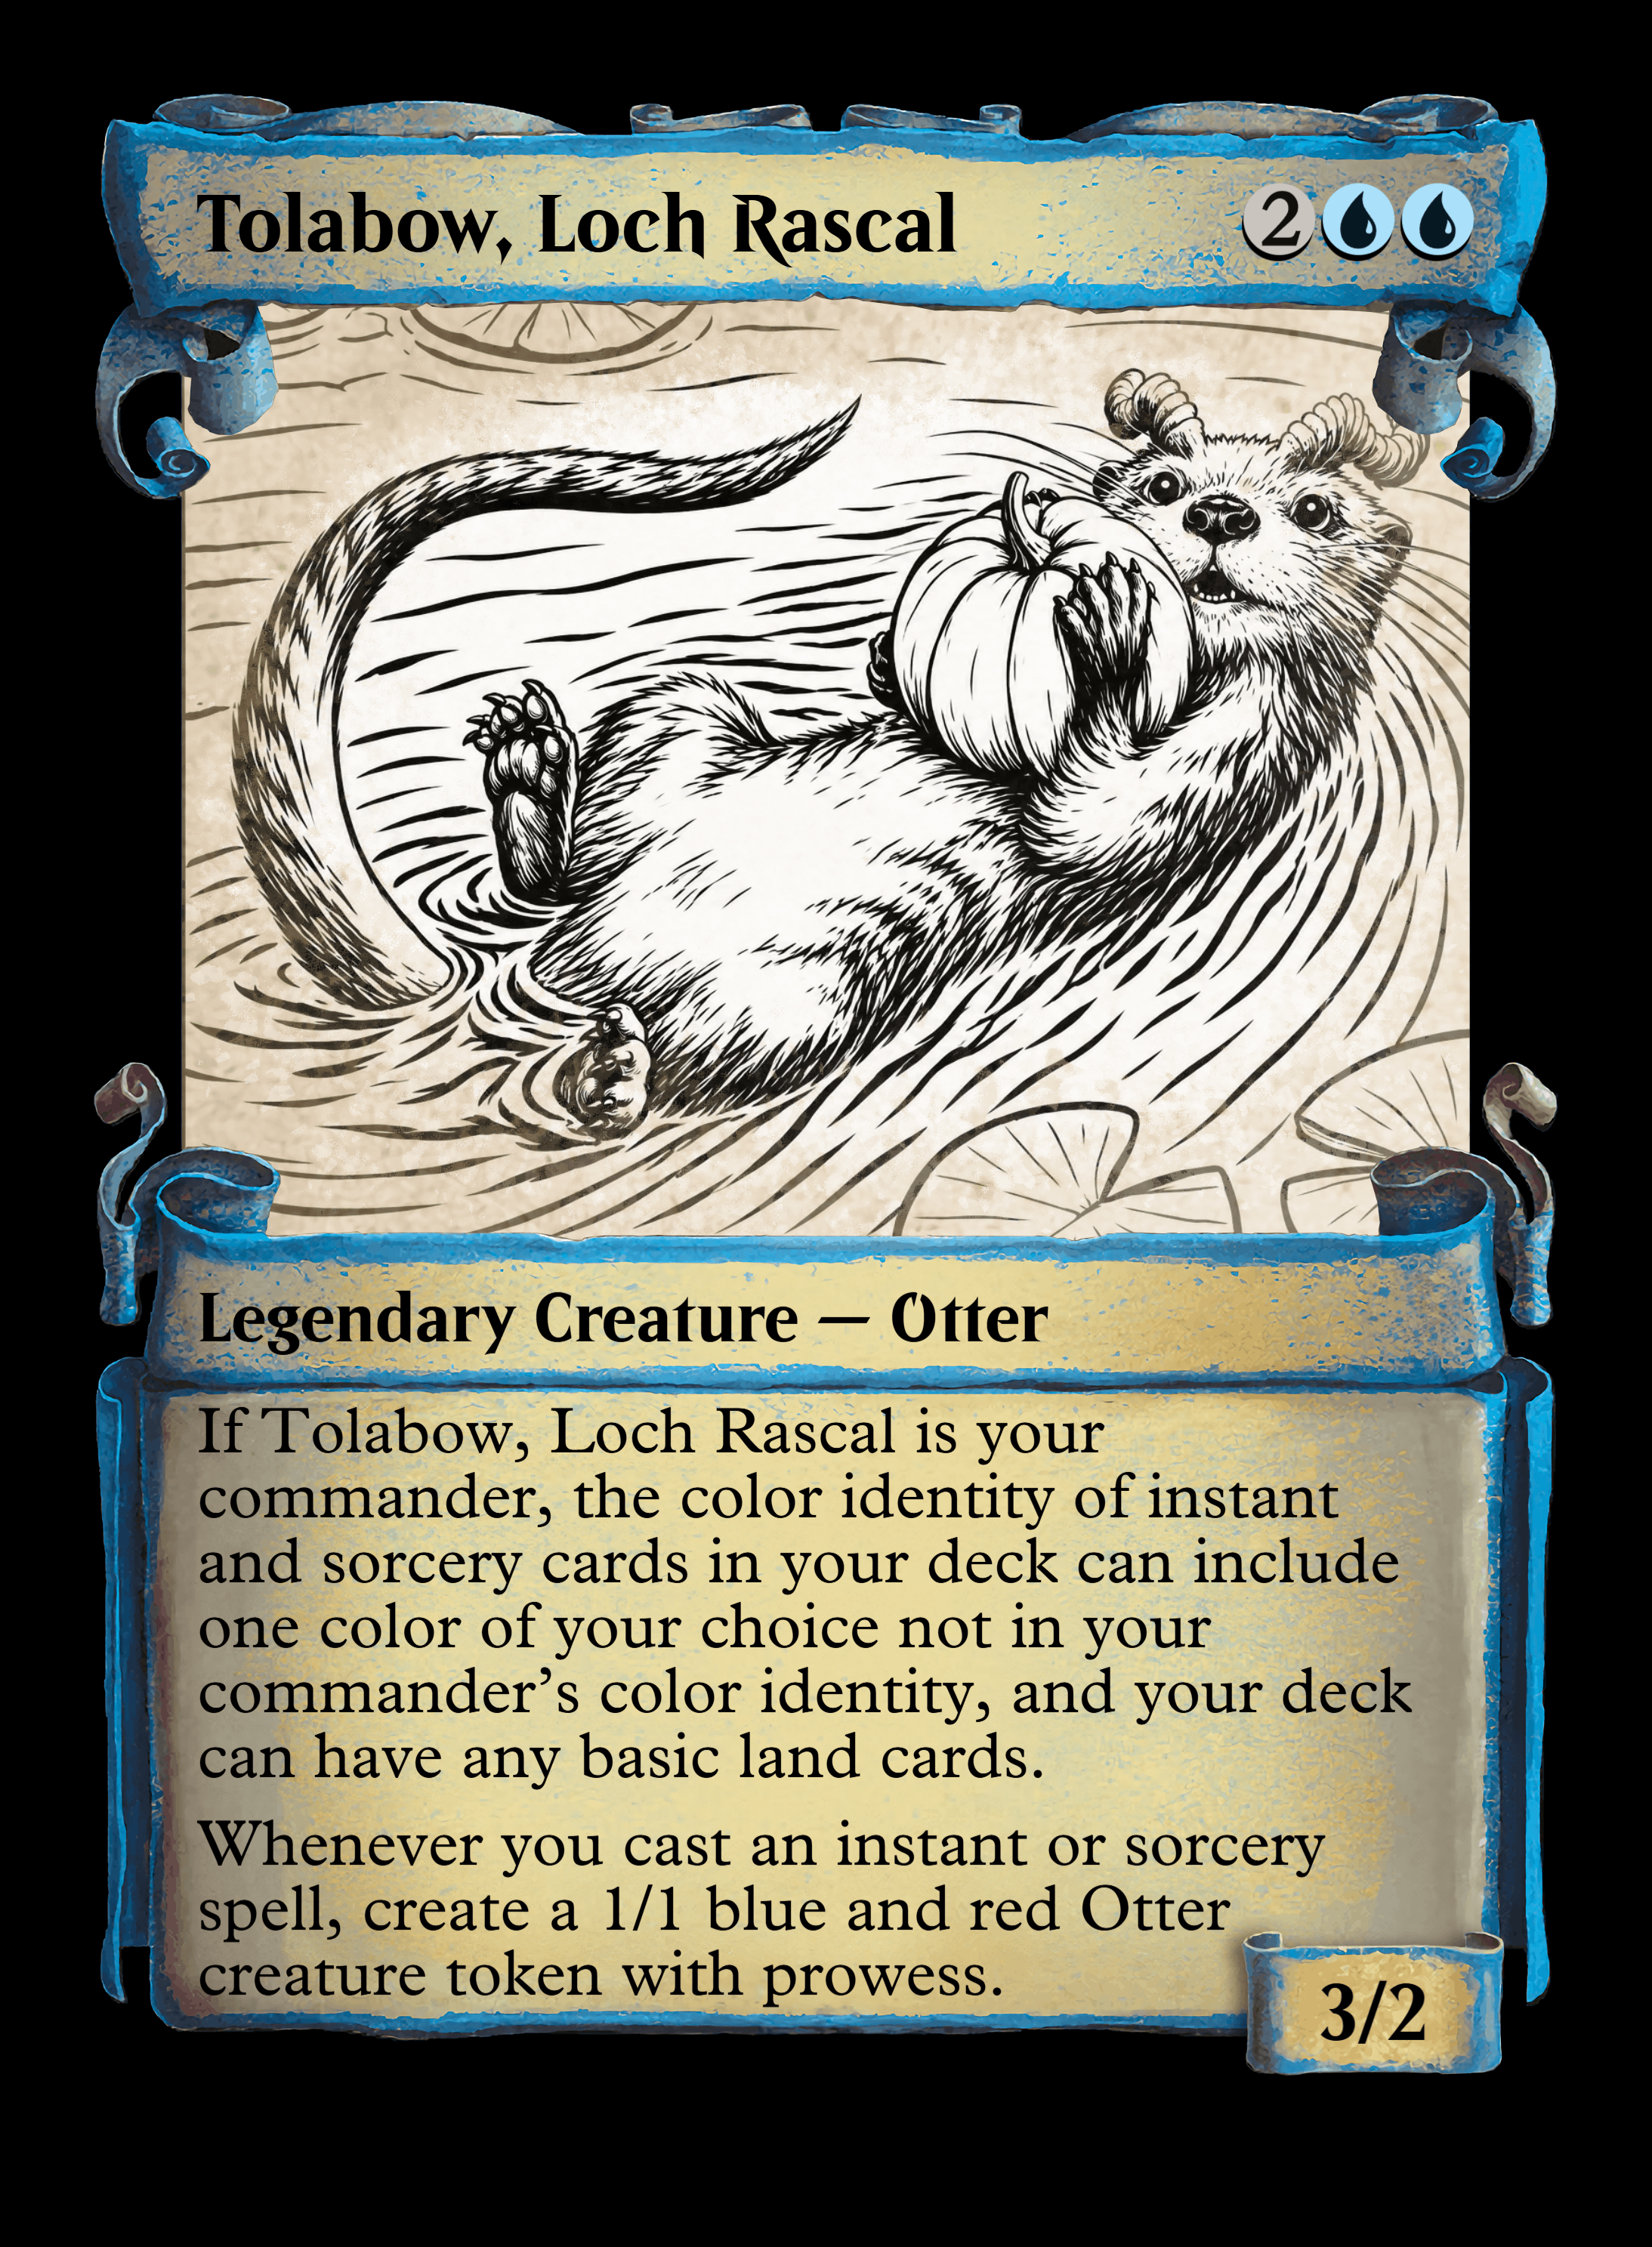 Tolabow, Loch Rascal 2
Legendary Creature — Otter
If Tolabow, Loch Rascal is your
commander, the color identity of instant
and sorcery cards in your deck can include
one color of your choice not in your
commander’s color identity, and your deck
can have any basic land cards.
Whenever you cast an instant or sorcery
spell, create a 1/1 blue and red Otter
creature token with prowess.
3/2